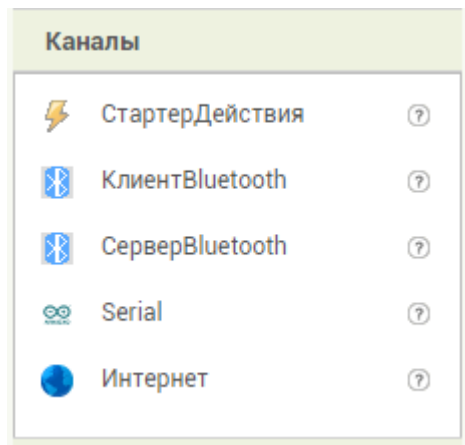 Каналы
СтартерДействия ?
КлиентBluetooth ?
СерверBluetooth ?
Serial ?
Интернет ?